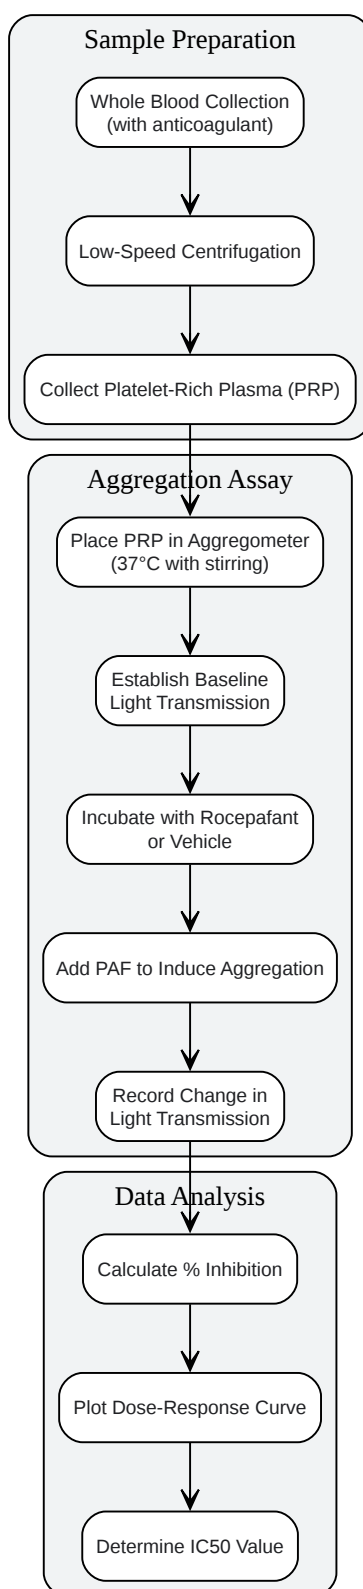 Sample Preparation
Whole Blood Collection
(with anticoagulant)
Low-Speed Centrifugation
Collect Platelet-Rich Plasma (PRP)
Aggregation Assay
Place PRP in Aggregometer
(37°C with stirring)
Establish Baseline
Light Transmission
Incubate with Rocepafant
or Vehicle
Add PAF to Induce Aggregation
Record Change in
Light Transmission
Data Analysis
Calculate % Inhibition
Plot Dose-Response Curve
Determine IC50 Value